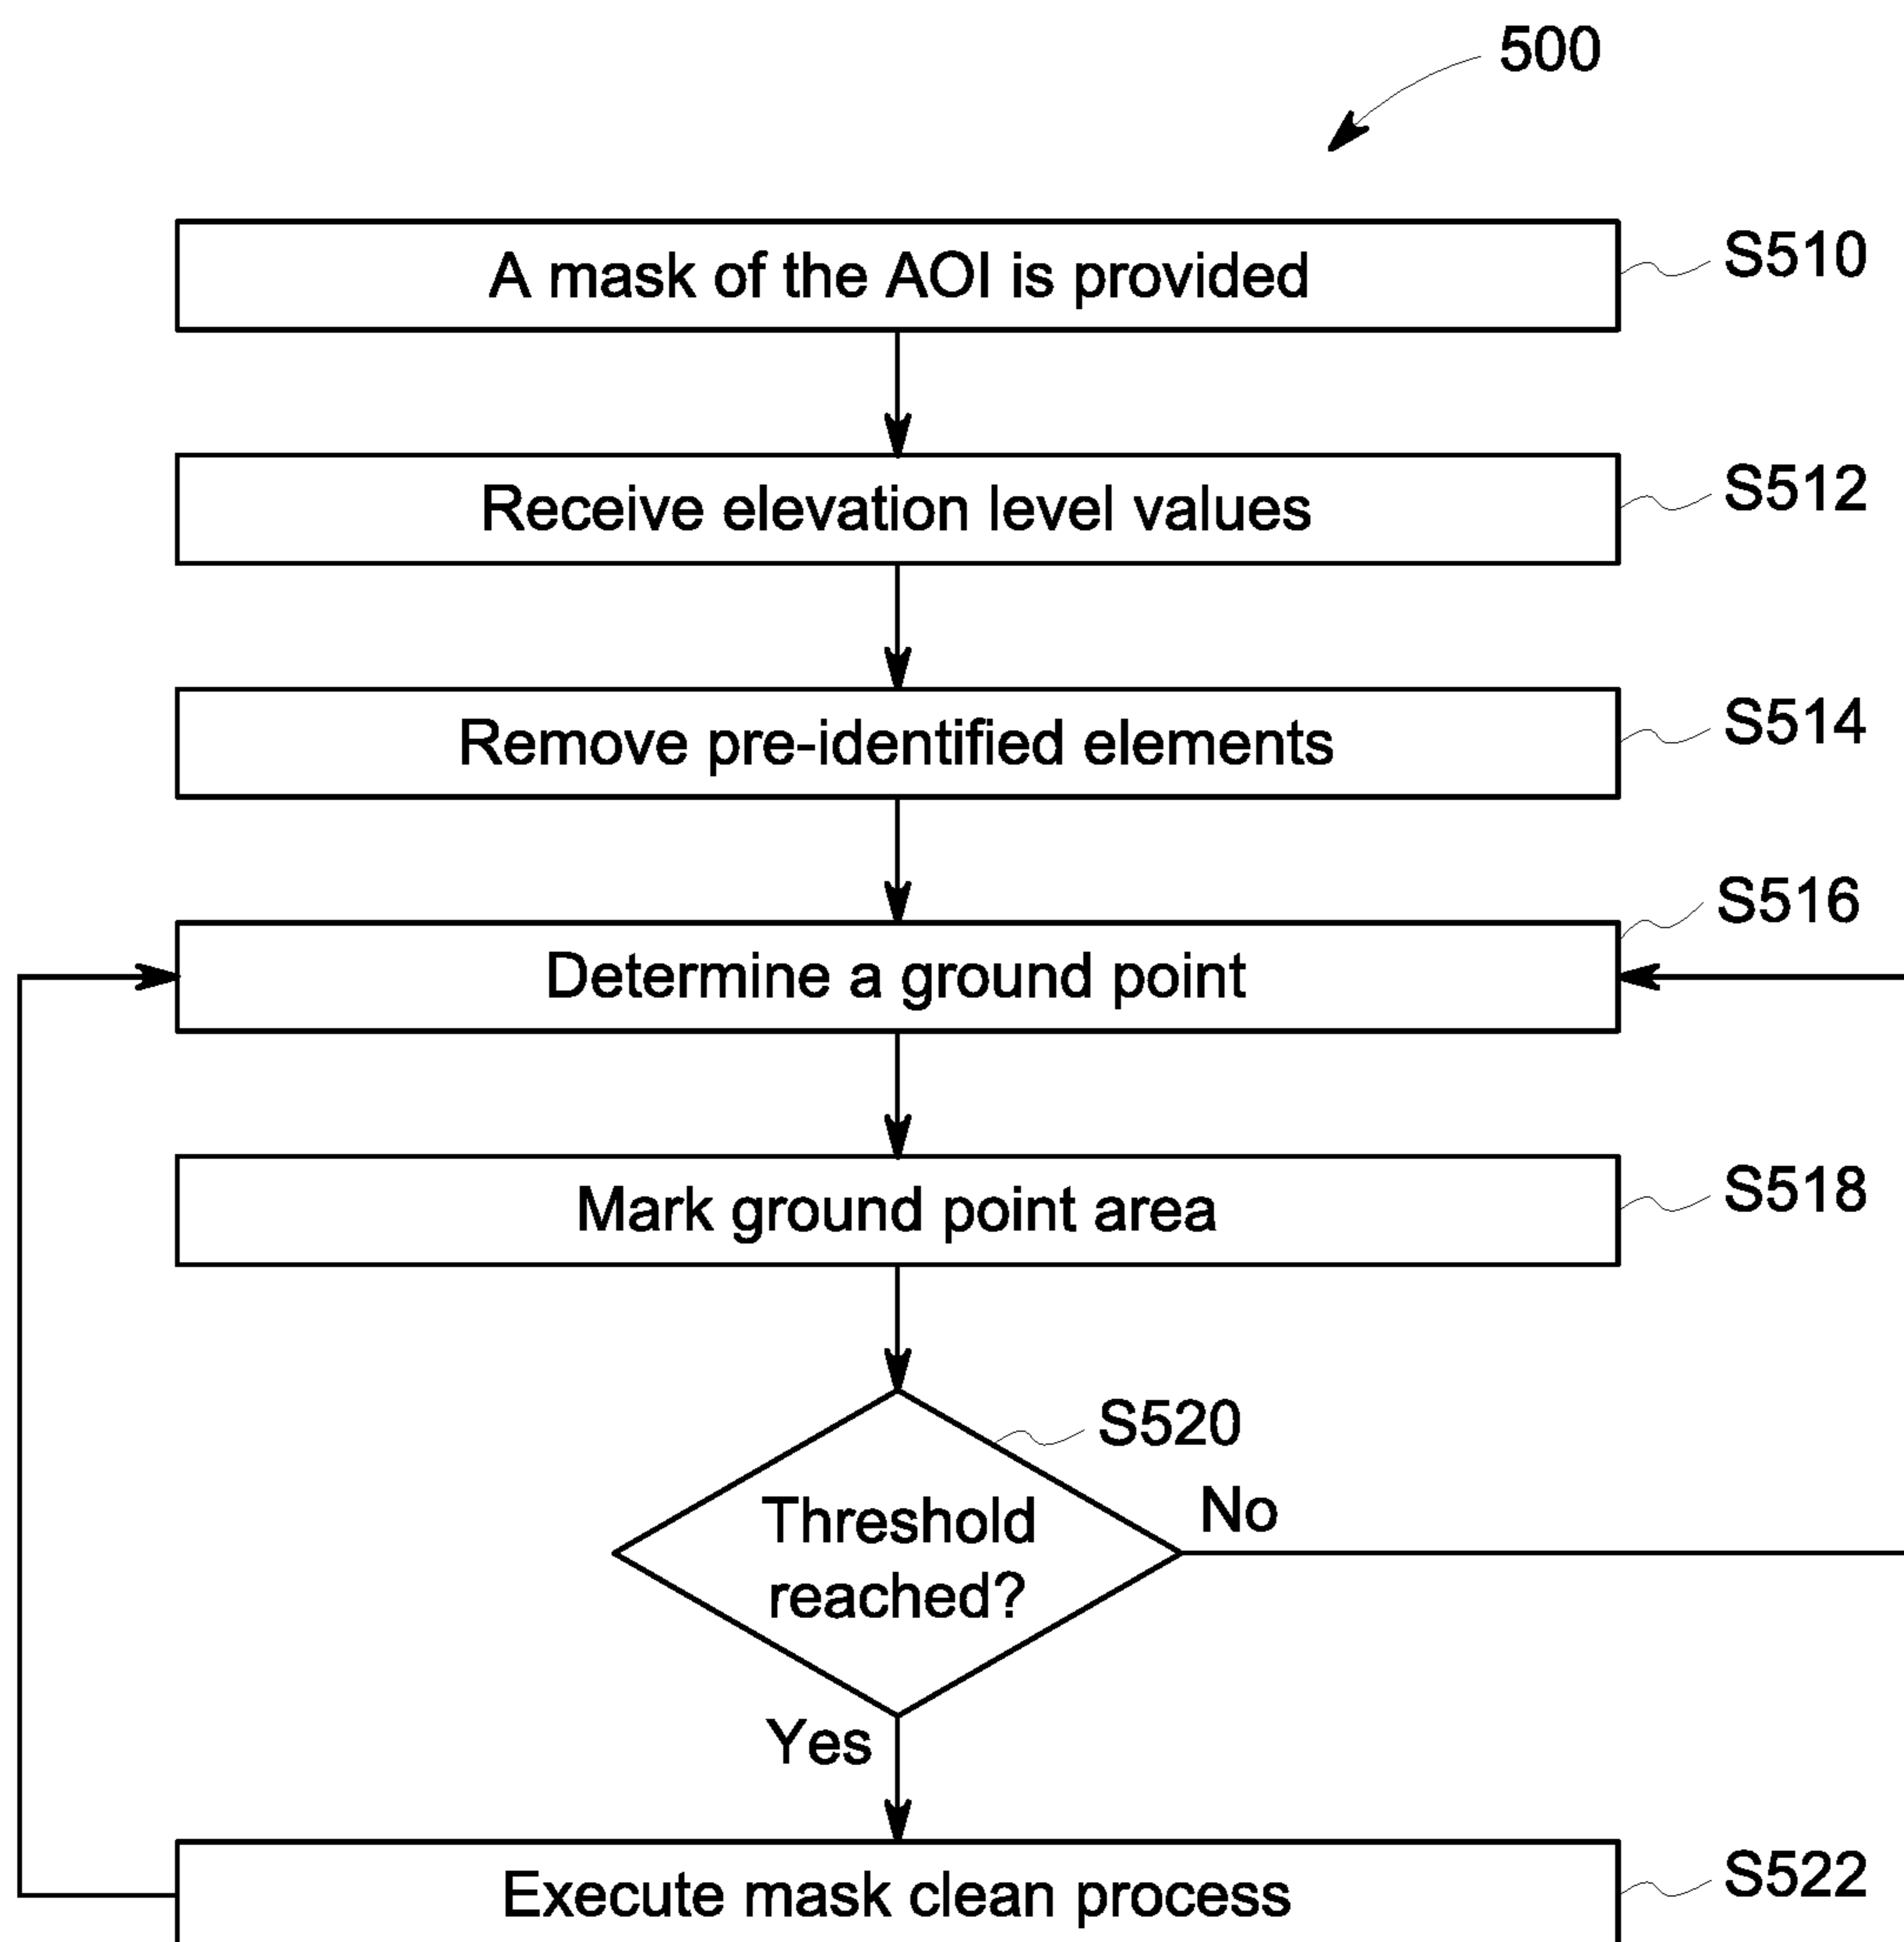 500
A mask of the AOI is provided
S510
Receive elevation level values
S512
Remove pre-identified elements
S514
S516
Determine a ground point
Mark ground point area
S518
S520
Threshold
reached?
No
Yes
Execute mask clean process
S522